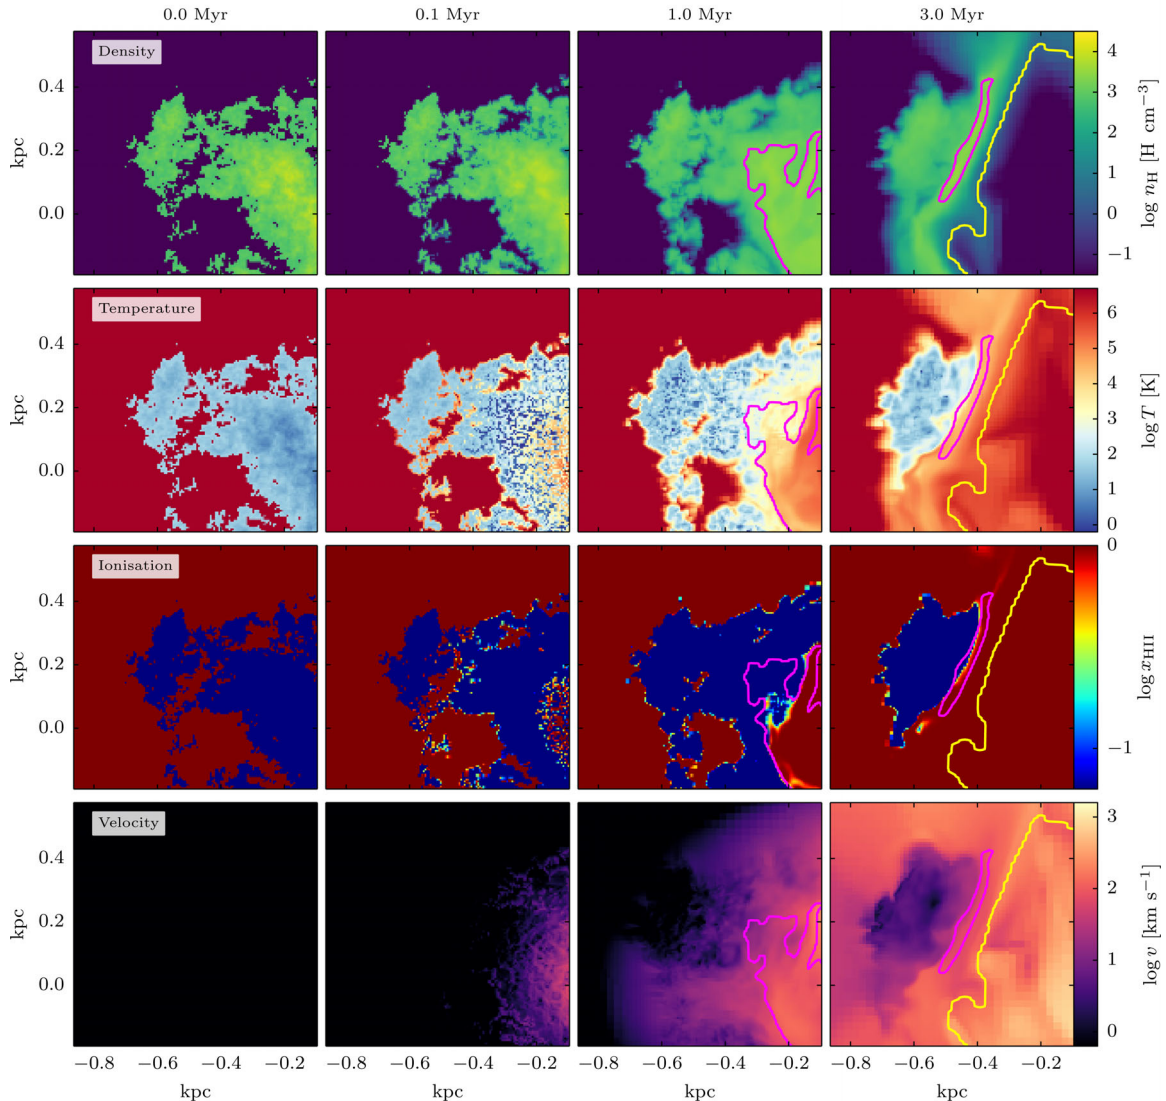 0.0 Myr 0.1 Myr 1.0 Myr 3.0 Myr
Density
0.4
0.2
0.0
kpc
4
3
2
1
0
−1
log n_H [H cm⁻³]
Temperature
0.4
0.2
0.0
kpc
6
5
4
3
2
1
0
log T [K]
Ionisation
0.4
0.2
0.0
kpc
0
−1
log x_HII
Velocity
0.4
0.2
0.0
kpc
3
2
1
0
log v [km s⁻¹]
−0.8 −0.6 −0.4 −0.2 −0.8 −0.6 −0.4 −0.2 −0.8 −0.6 −0.4 −0.2 −0.8 −0.6 −0.4 −0.2
kpc kpc kpc kpc